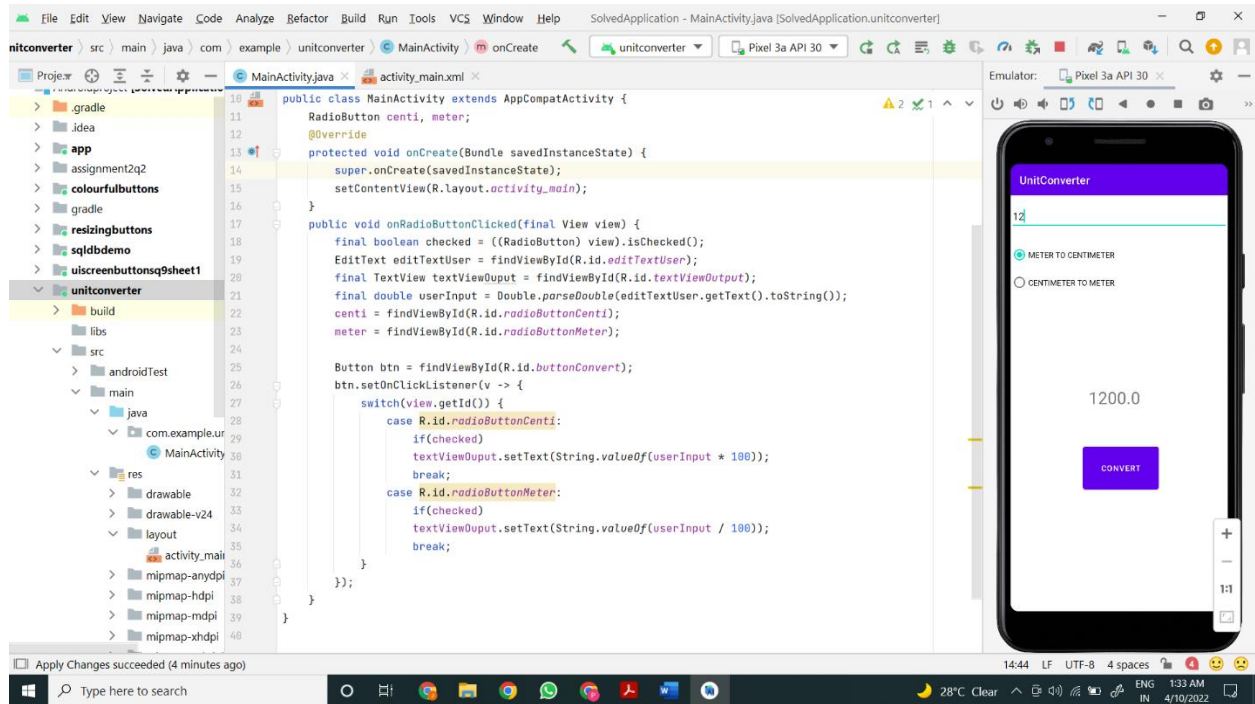 File Edit View Navigate Code Analyze Refactor Build Run Tools VCS Window Help SolvedApplication - MainActivity.java [SolvedApplication.unitconverter]
nitconverter src main java com example unitconverter MainActivity onCreate unitconverter Pixel 3a API 30
MainActivity.java activity_main.xml
Emulator: Pixel 3a API 30
.gradle
.idea
app
assignment2q2
colourfulbuttons
gradle
resizingbuttons
sqldbdemo
uiscreenbuttonsq9sheet1
unitconverter
build
libs
src
androidTest
main
java
com.example.ur
MainActivity
res
drawable
drawable-v24
layout
activity_mair
mipmap-anydpi
mipmap-hdpi
mipmap-mdpi
mipmap-xhdpi
2 1
10 public class MainActivity extends AppCompatActivity {
11 RadioButton centi, meter;
12 @Override
13 protected void onCreate(Bundle savedInstanceState) {
14 super.onCreate(savedInstanceState);
15 setContentView(R.layout.activity_main);
16 }
17 public void onRadioButtonClicked(final View view) {
18 final boolean checked = ((RadioButton) view).isChecked();
19 EditText editTextUser = findViewById(R.id.editTextUser);
20 final TextView textViewOuput = findViewById(R.id.textViewOutput);
21 final double userInput = Double.parseDouble(editTextUser.getText().toString());
22 centi = findViewById(R.id.radioButtonCenti);
23 meter = findViewById(R.id.radioButtonMeter);
24
25 Button btn = findViewById(R.id.buttonConvert);
26 btn.setOnClickListener(v -> {
27 switch(view.getId()) {
28 case R.id.radioButtonCenti:
29 if(checked)
30 textViewOuput.setText(String.valueOf(userInput * 100));
31 break;
32 case R.id.radioButtonMeter:
33 if(checked)
34 textViewOuput.setText(String.valueOf(userInput / 100));
35 break;
36 }
37 });
38 }
39 }
40
UnitConverter
12
METER TO CENTIMETER
CENTIMETER TO METER
1200.0
CONVERT
1:1
Apply Changes succeeded (4 minutes ago)
14:44 LF UTF-8 4 spaces 4
Type here to search
28°C Clear ENG IN 1:33 AM 4/10/2022